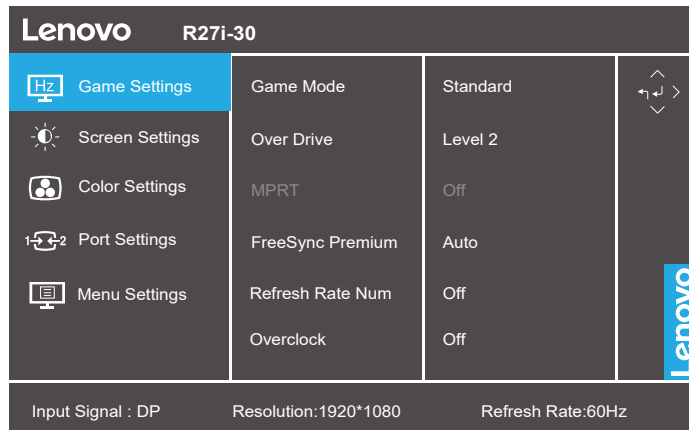 Lenovo R27i-30
Hz Game Settings
Game Mode
Standard
Screen Settings
Over Drive
Level 2
Color Settings
MPRT
Off
1 2 Port Settings
FreeSync Premium
Auto
Menu Settings
Refresh Rate Num
Off
Overclock
Off
Lenovo
Input Signal : DP
Resolution:1920*1080
Refresh Rate:60Hz